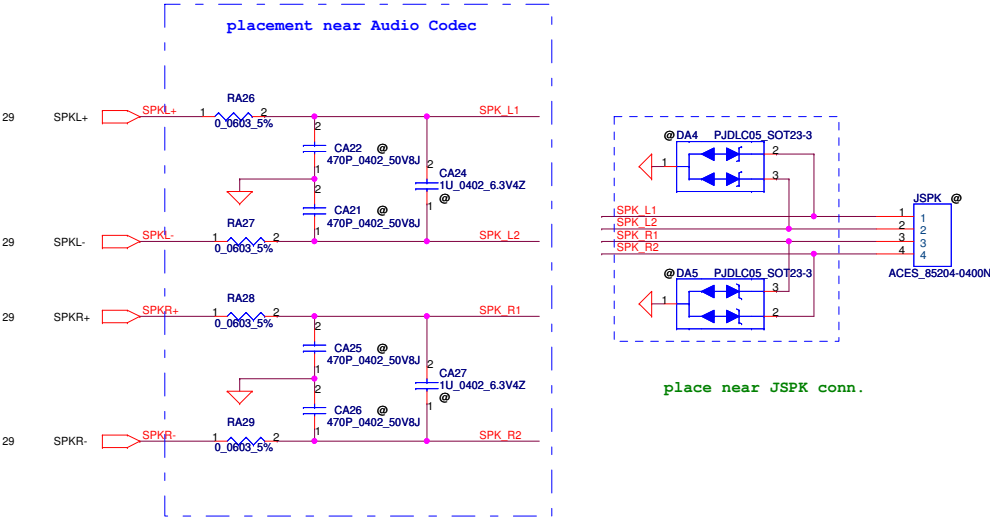 placement near Audio Codec
29 SPKL+ SPKL+ 1 RA26 2 SPK_L1
0_0603_5%
2
CA22 @
470P_0402_50V8J
1
2
CA24
1U_0402_6.3V4Z
@
1
2
CA21 @
470P_0402_50V8J
1
RA27
29 SPKL- SPKL- 1 2 SPK_L2
0_0603_5%
RA28
29 SPKR+ SPKR+ 1 2 SPK_R1
0_0603_5%
2
CA25 @
470P_0402_50V8J
1
2
CA27
1U_0402_6.3V4Z
@
1
2
CA26 @
470P_0402_50V8J
1
RA29
29 SPKR- SPKR- 1 2 SPK_R2
0_0603_5%
@ DA4 PJDLC05_SOT23-3
1 2
3
SPK_L1
SPK_L2
SPK_R1
SPK_R2
JSPK @
1 1
2 2
3 3
4 4
ACES_85204-0400N
@ DA5 PJDLC05_SOT23-3
1 3
2
place near JSPK conn.